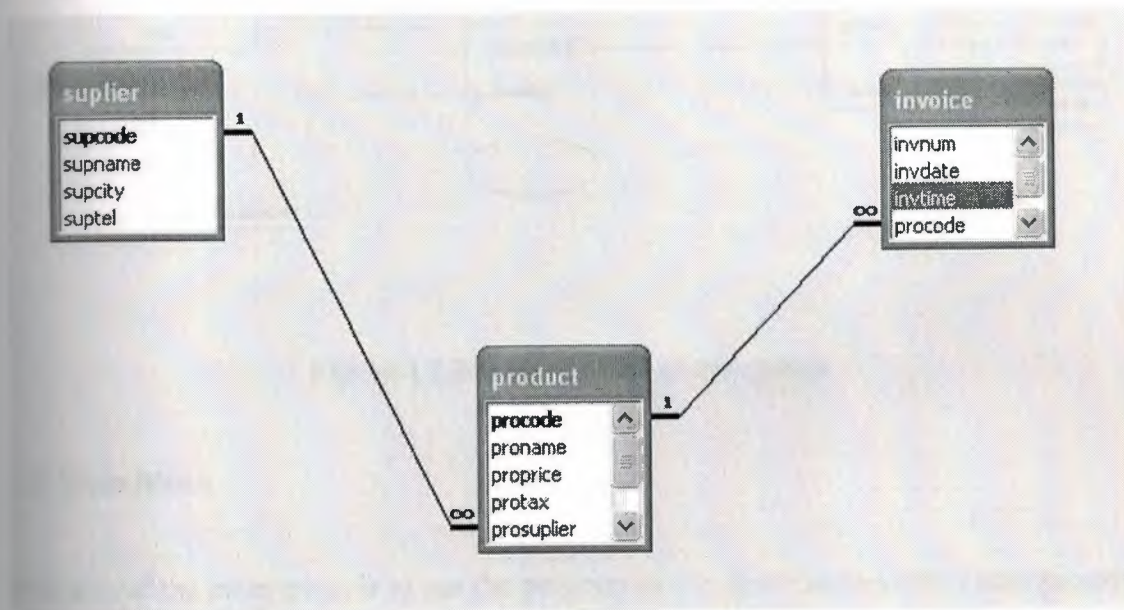 suplier
supcode
supname
supcity
suptel
1
∞
product
procode
proname
proprice
protax
prosuplier
1
∞
invoice
invnum
invdate
invtime
procode